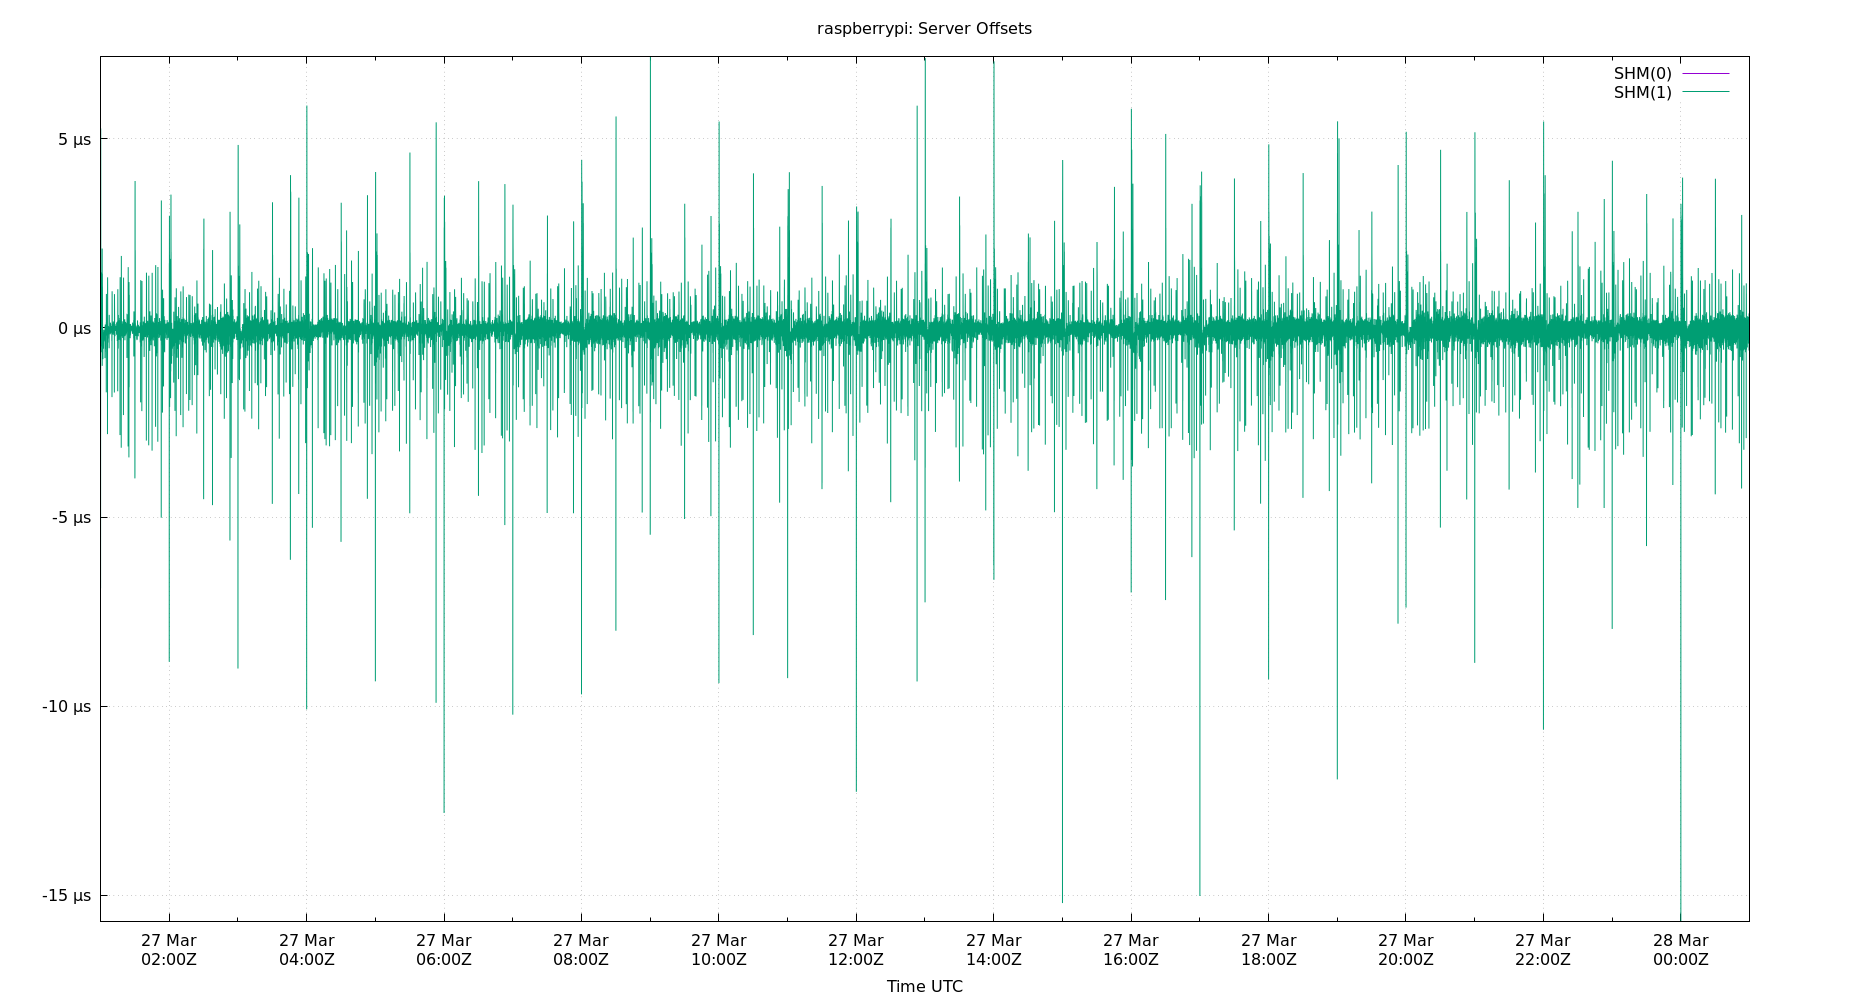 raspberrypi: Server Offsets
SHM(0)
SHM(1)
5 µs
0 µs
-5 µs
-10 µs
-15 µs
27 Mar 27 Mar 27 Mar 27 Mar 27 Mar 27 Mar 27 Mar 27 Mar 27 Mar 27 Mar 27 Mar 28 Mar
02:00Z 04:00Z 06:00Z 08:00Z 10:00Z 12:00Z 14:00Z 16:00Z 18:00Z 20:00Z 22:00Z 00:00Z
Time UTC